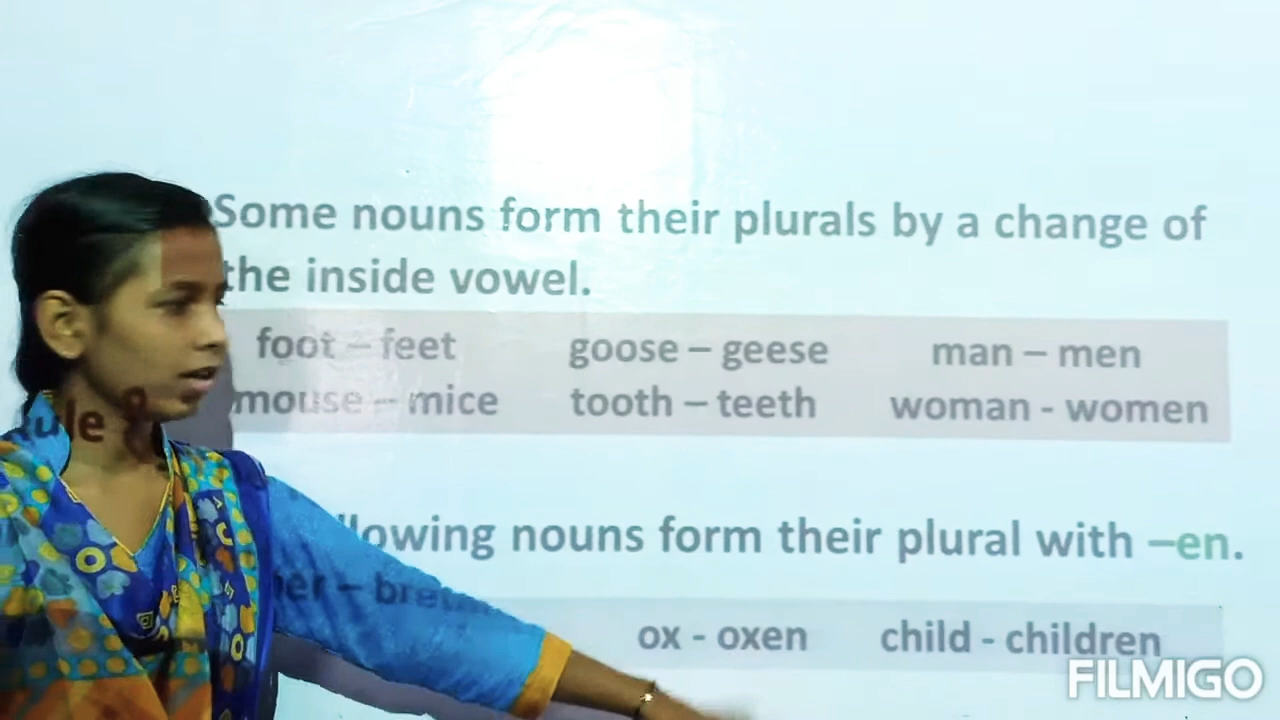 Some nouns form their plurals by a change of
the inside vowel.
foot – feet goose – geese man – men
mouse – mice tooth – teeth woman - women
llowing nouns form their plural with –en.
ox - oxen child - children
FILMIGO